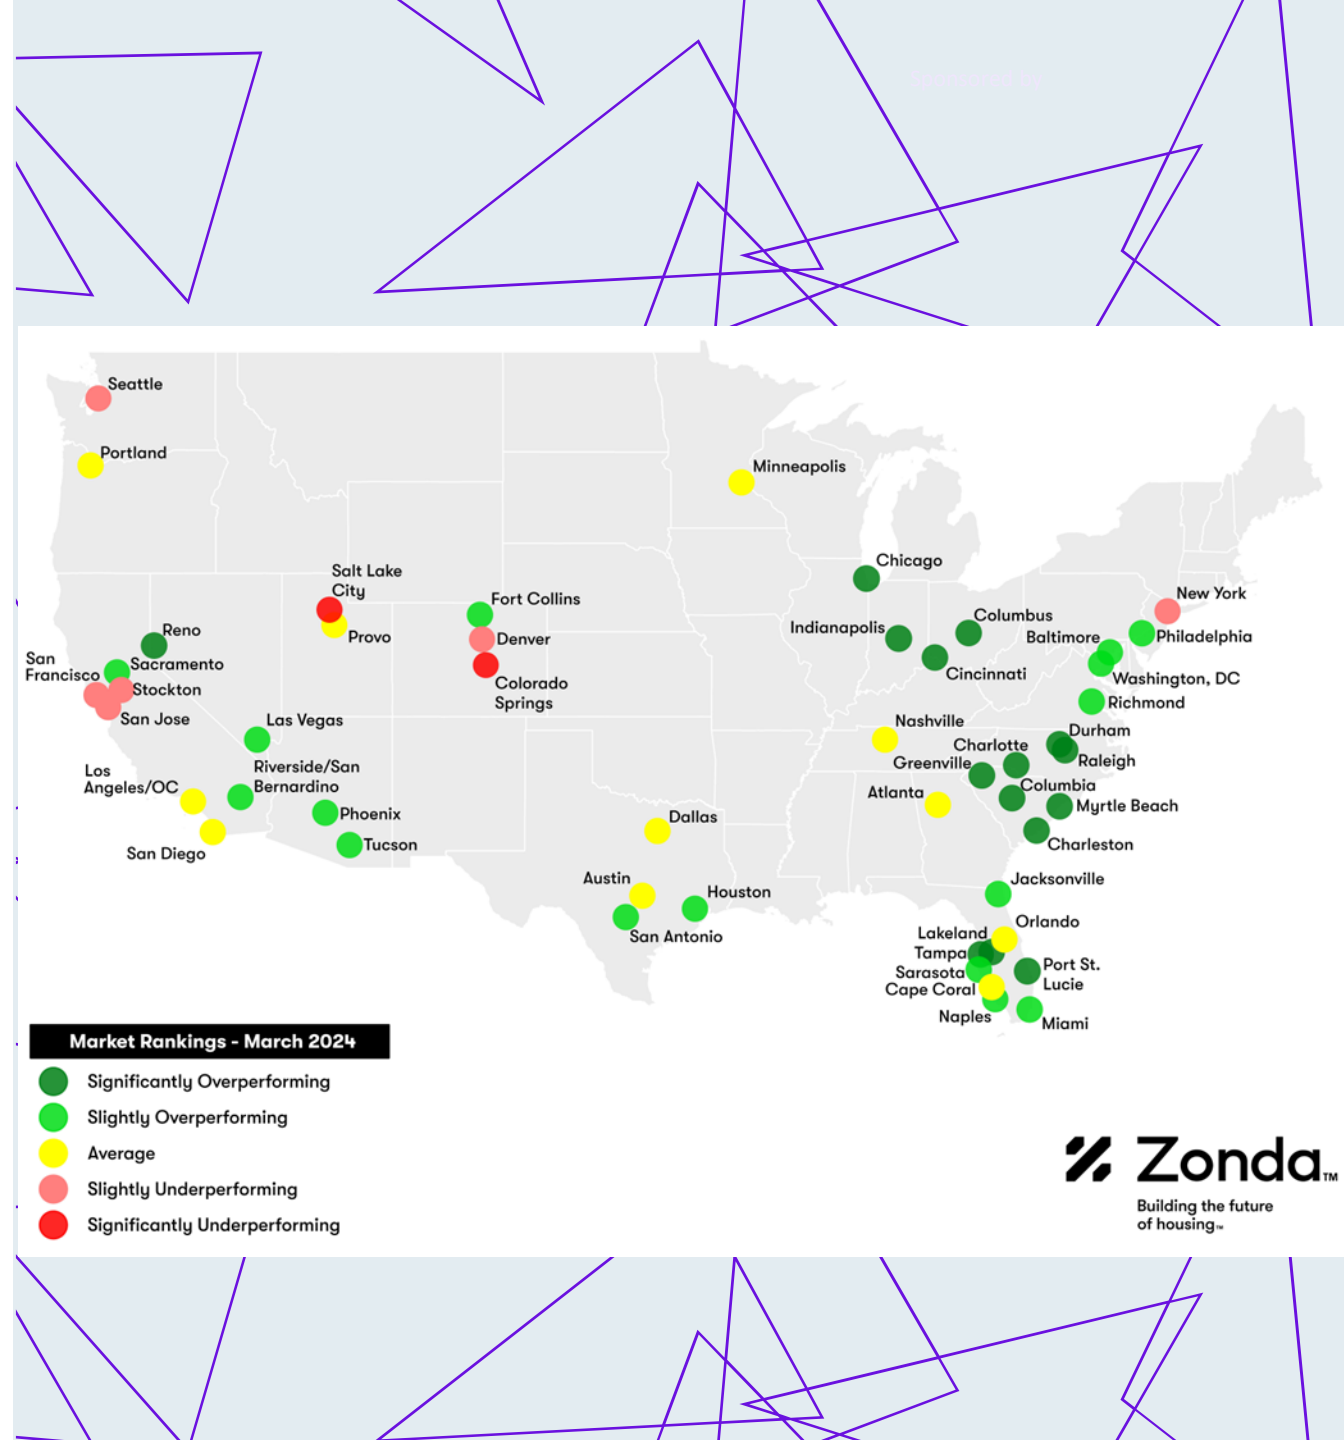 Seattle
Portland
Minneapolis
Chicago
Salt Lake
City
Provo
Fort Collins
Denver
Colorado
Springs
Reno
San
Francisco
Sacramento
Stockton
San Jose
Las Vegas
Los
Angeles/OC
Riverside/San
Bernardino
San Diego
Phoenix
Tucson
Indianapolis
Columbus
Cincinnati
New York
Baltimore
Philadelphia
Washington, DC
Richmond
Nashville
Durham
Charlotte
Raleigh
Greenville
Columbia
Atlanta
Myrtle Beach
Charleston
Dallas
Austin
Houston
San Antonio
Jacksonville
Orlando
Lakeland
Tampa
Sarasota
Cape Coral
Naples
Port St.
Lucie
Miami
Market Rankings - March 2024
Significantly Overperforming
Slightly Overperforming
Average
Slightly Underperforming
Significantly Underperforming
Zonda™
Building the future
of housing™